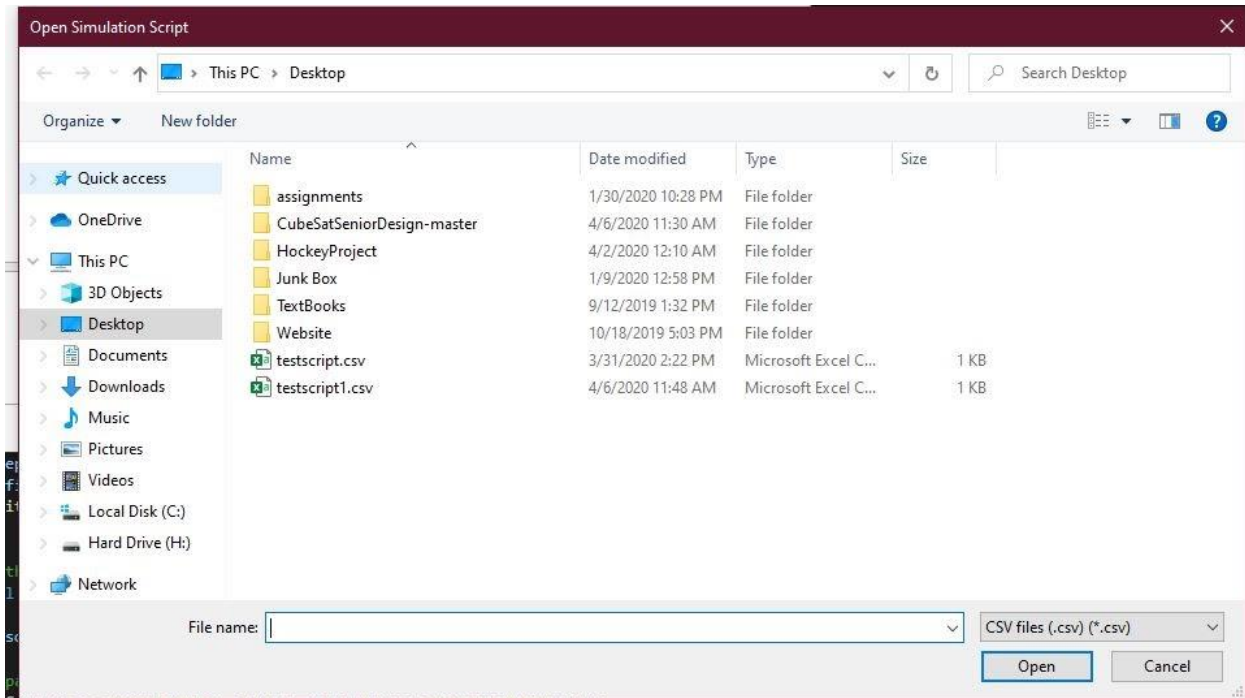 Open Simulation Script
This PC > Desktop
Search Desktop
Organize
New folder
Name Date modified Type Size
Quick access
OneDrive
This PC
3D Objects
Desktop
Documents
Downloads
Music
Pictures
Videos
Local Disk (C:)
Hard Drive (H:)
Network
assignments 1/30/2020 10:28 PM File folder
CubeSatSeniorDesign-master 4/6/2020 11:30 AM File folder
HockeyProject 4/2/2020 12:10 AM File folder
Junk Box 1/9/2020 12:58 PM File folder
TextBooks 9/12/2019 1:32 PM File folder
Website 10/18/2019 5:03 PM File folder
testscript.csv 3/31/2020 2:22 PM Microsoft Excel C... 1 KB
testscript1.csv 4/6/2020 11:48 AM Microsoft Excel C... 1 KB
File name:
CSV files (.csv) (*.csv)
Open Cancel